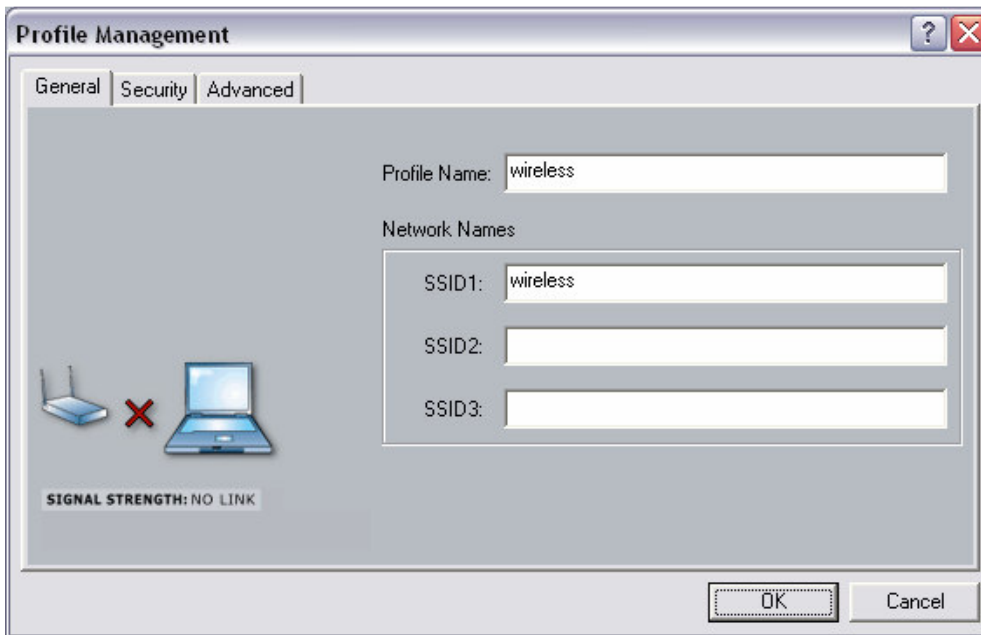 Profile Management
General Security Advanced
Profile Name: wireless
Network Names
SSID1: wireless
SSID2:
SSID3:
SIGNAL STRENGTH: NO LINK
OK Cancel